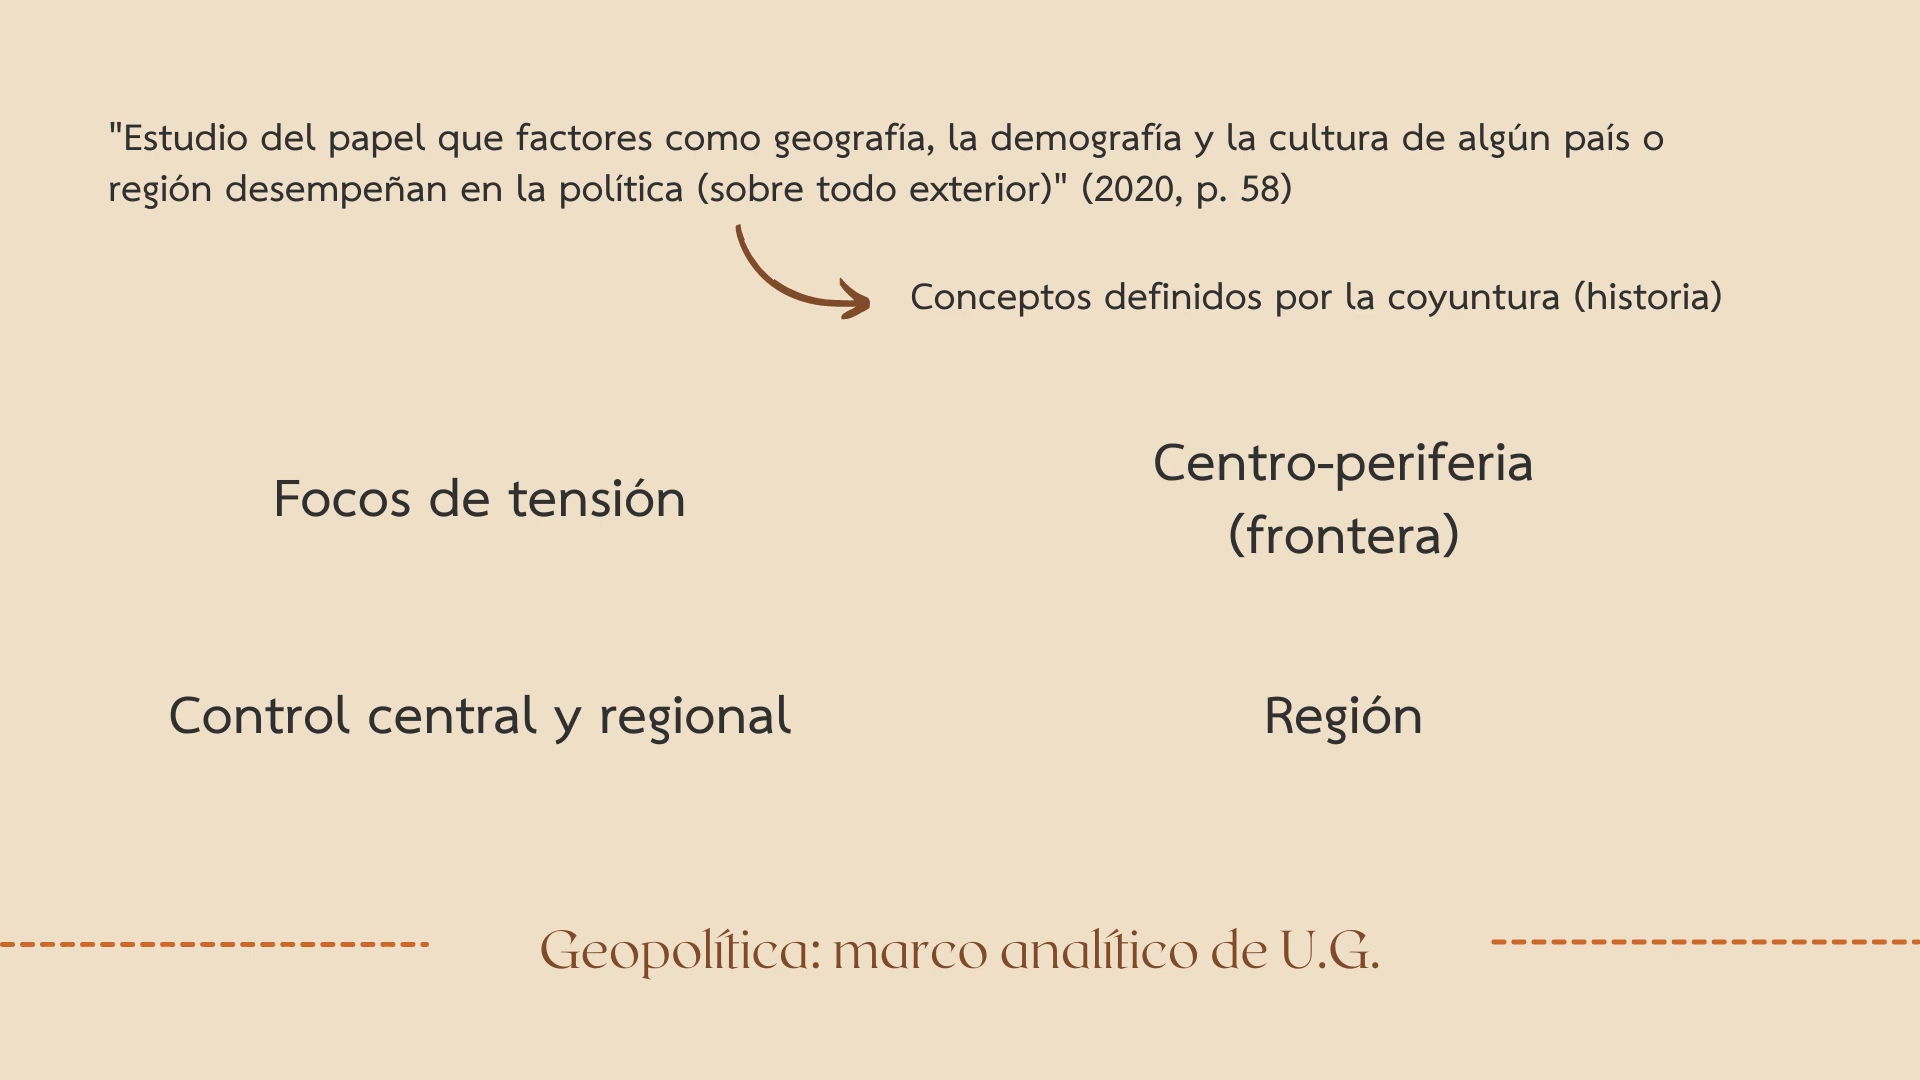 "Estudio del papel que factores como geografía, la demografía y la cultura de algún país o
región desempeñan en la política (sobre todo exterior)" (2020, p. 58)
Conceptos definidos por la coyuntura (historia)
Focos de tensión
Centro-periferia
(frontera)
Control central y regional
Región
Geopolítica: marco analítico de U.G.